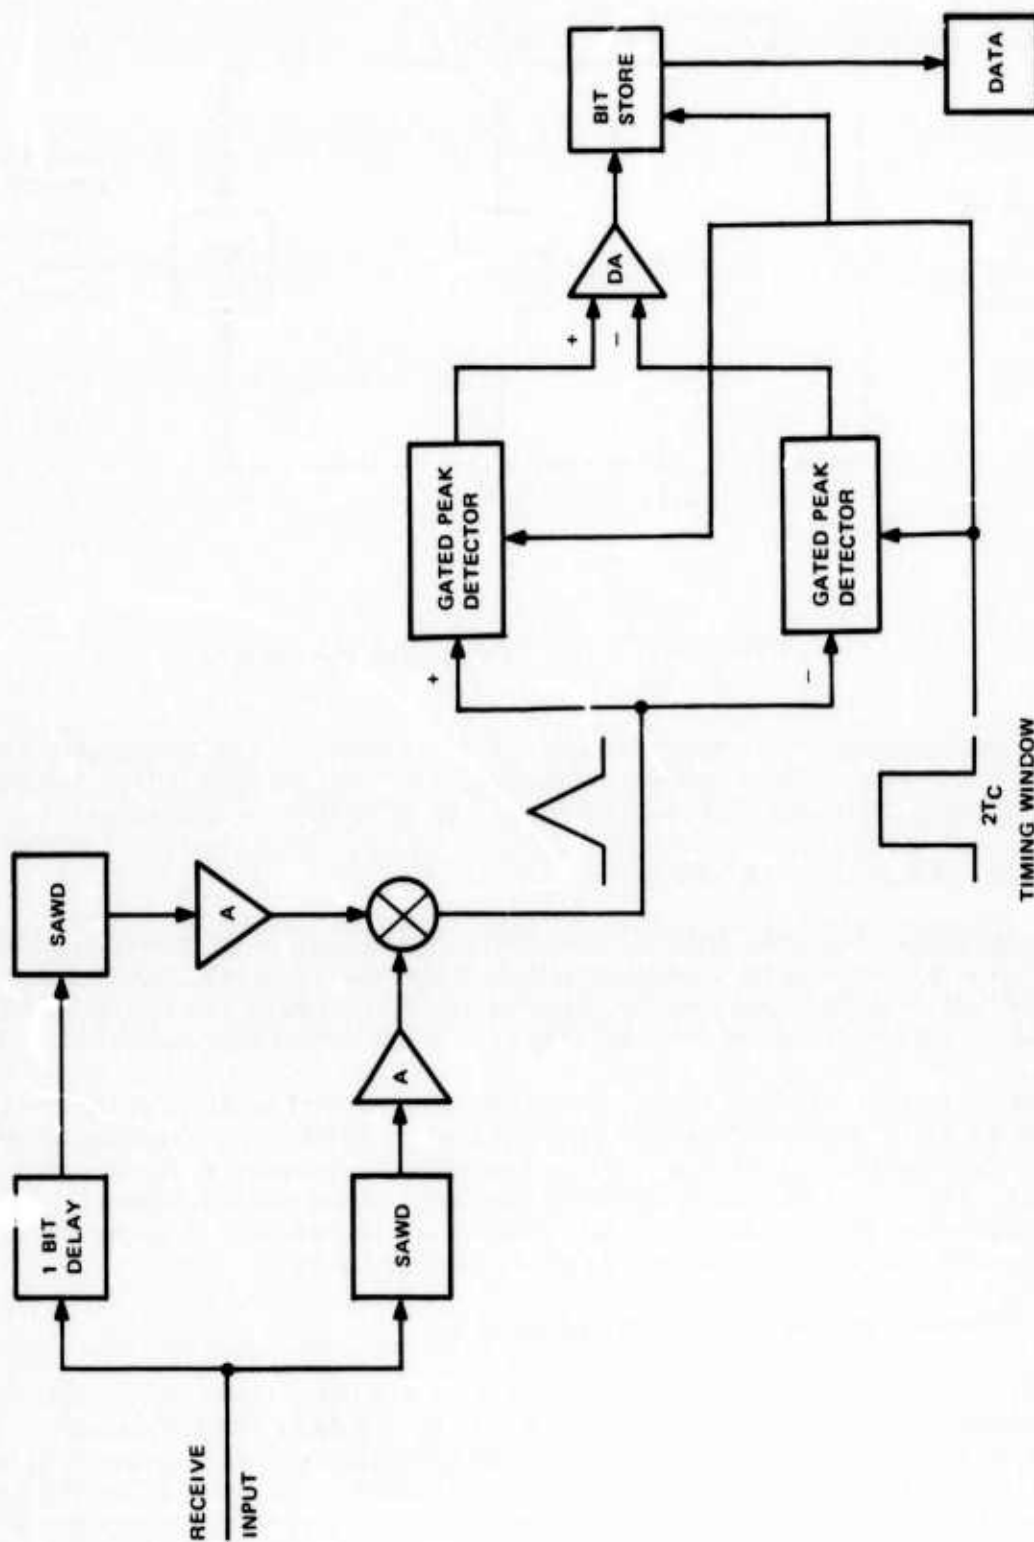 RECEIVE
INPUT
1 BIT
DELAY
SAWD
A
SAWD
A
+
−
GATED PEAK
DETECTOR
GATED PEAK
DETECTOR
+
−
DA
BIT
STORE
DATA
2TC
TIMING WINDOW